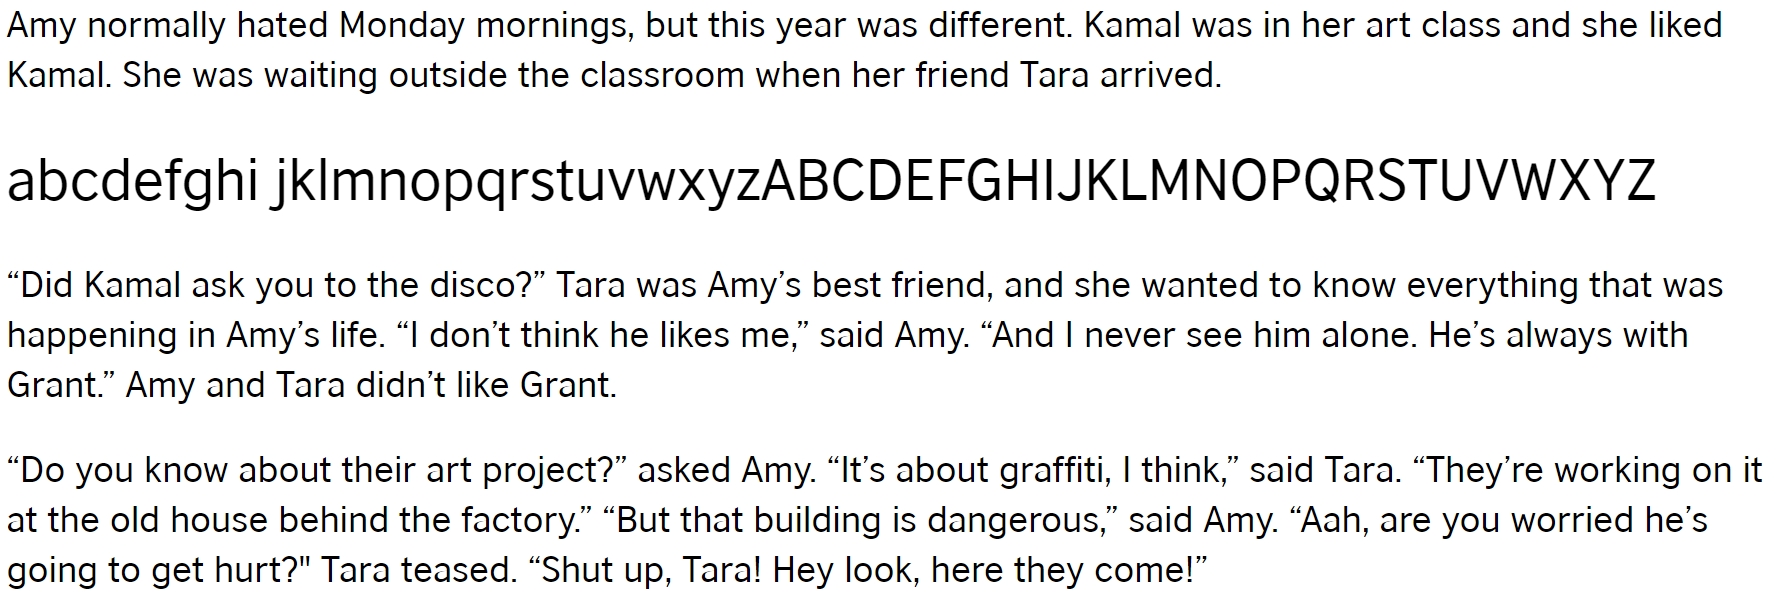 Amy normally hated Monday mornings, but this year was different. Kamal was in her art class and she liked
Kamal. She was waiting outside the classroom when her friend Tara arrived.
abcdefghi jklmnopqrstuvwxyzABCDEFGHIJKLMNOPQRSTUVWXYZ
“Did Kamal ask you to the disco?” Tara was Amy’s best friend, and she wanted to know everything that was
happening in Amy’s life. “I don’t think he likes me,” said Amy. “And I never see him alone. He’s always with
Grant.” Amy and Tara didn’t like Grant.
“Do you know about their art project?” asked Amy. “It’s about graffiti, I think,” said Tara. “They’re working on it
at the old house behind the factory.” “But that building is dangerous,” said Amy. “Aah, are you worried he’s
going to get hurt?" Tara teased. “Shut up, Tara! Hey look, here they come!”